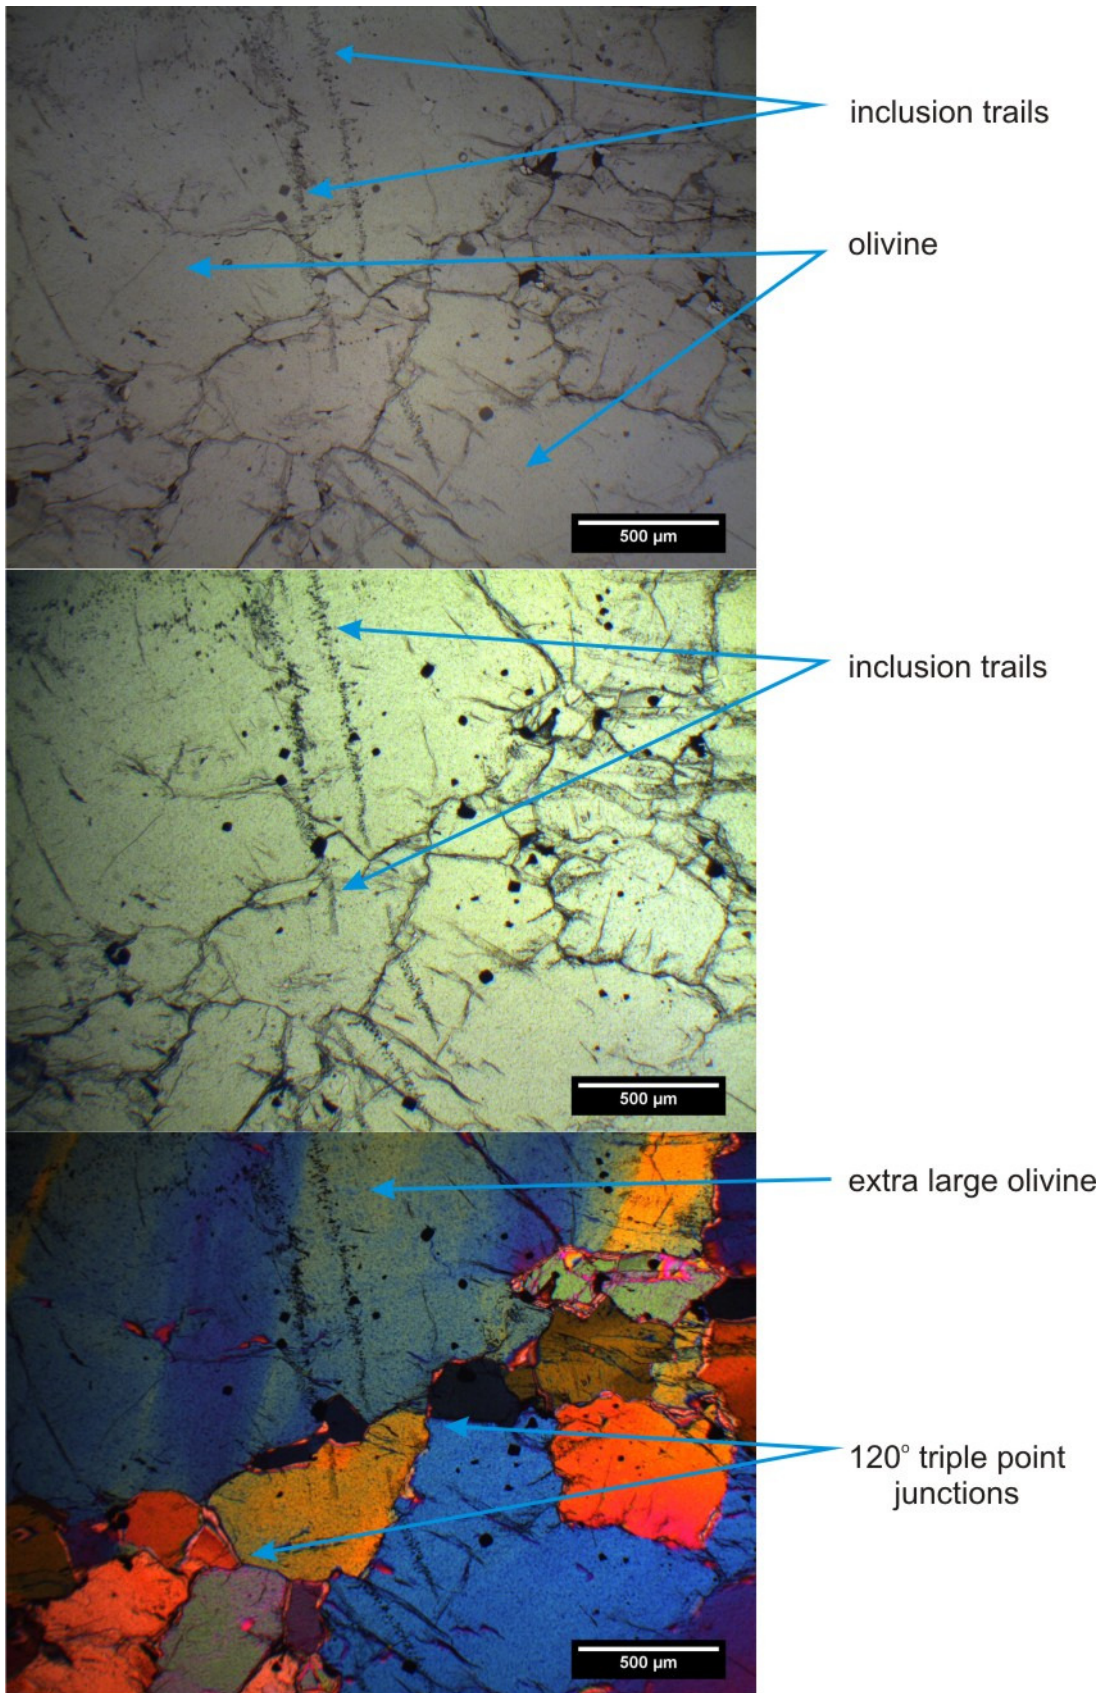 inclusion trails
olivine
500 µm
inclusion trails
500 µm
extra large olivine
120° triple point
junctions
500 µm